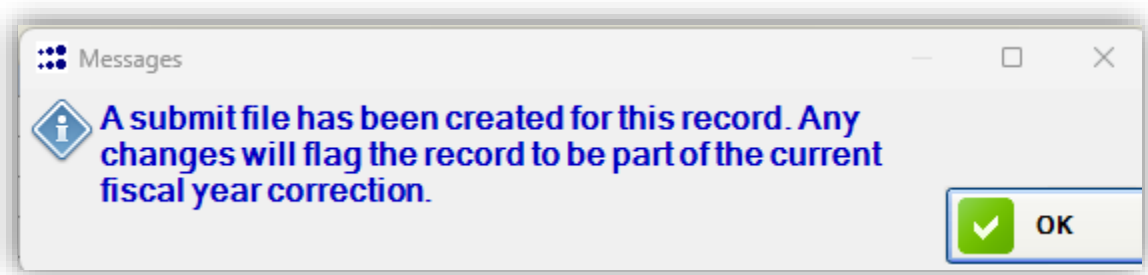 Messages
A submit file has been created for this record. Any
changes will flag the record to be part of the current
fiscal year correction.
OK